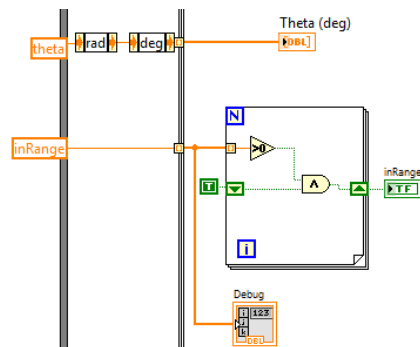 Theta (deg)
theta
rad
deg
DBL
N
inRange
>0
T
∧
inRange
TF
i
Debug
i
123
j
k
DBL